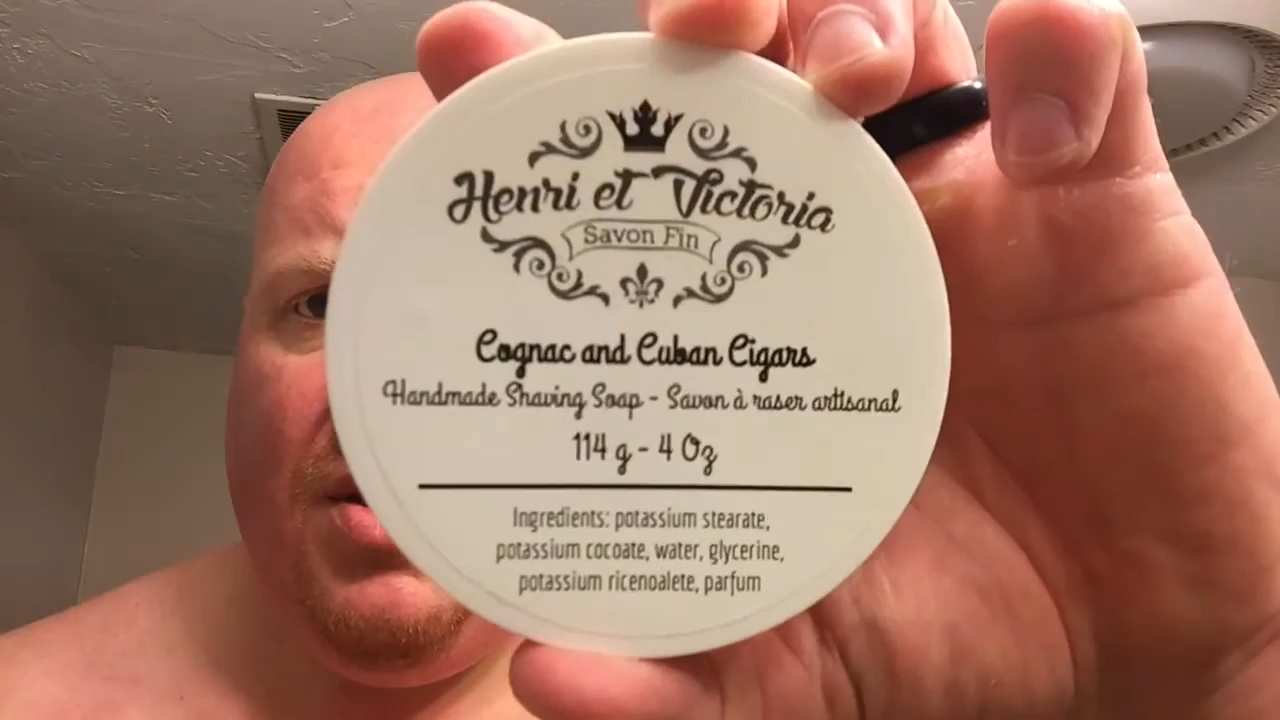 Henri et Victoria
Savon Fin
Cognac and Cuban Cigars
Handmade Shaving Soap - Savon à raser artisanal
114 g - 4 Oz
Ingredients: potassium stearate,
potassium cocoate, water, glycerine,
potassium ricenoalete, parfum